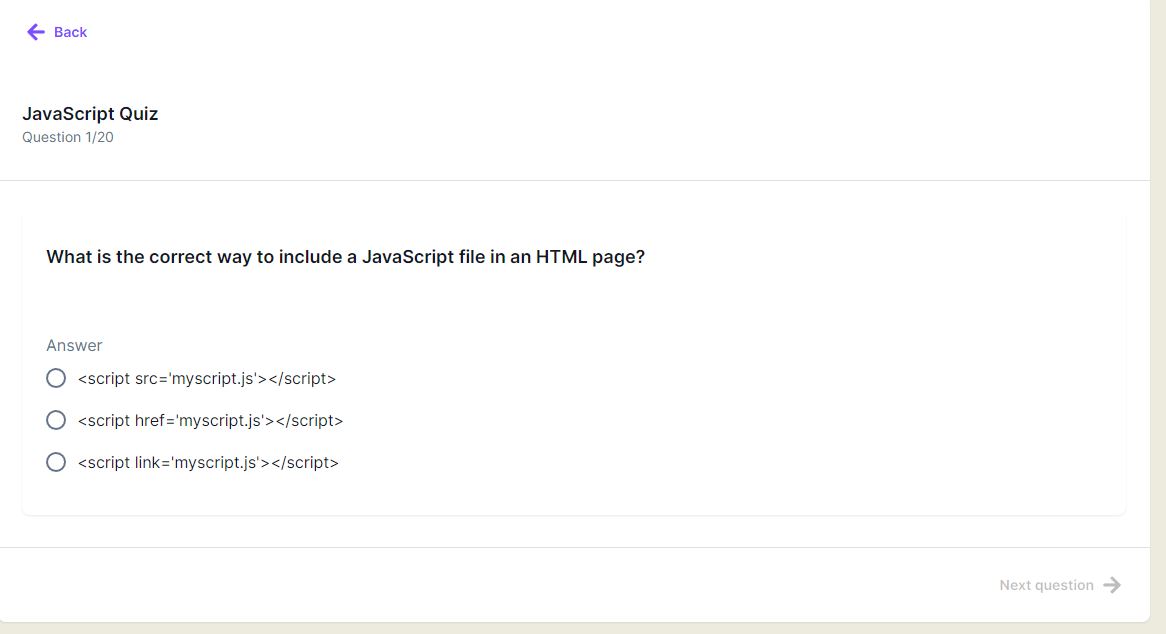 Back
JavaScript Quiz
Question 1/20
What is the correct way to include a JavaScript file in an HTML page?
Answer
<script src='myscript.js'></script>
<script href='myscript.js'></script>
<script link='myscript.js'></script>
Next question